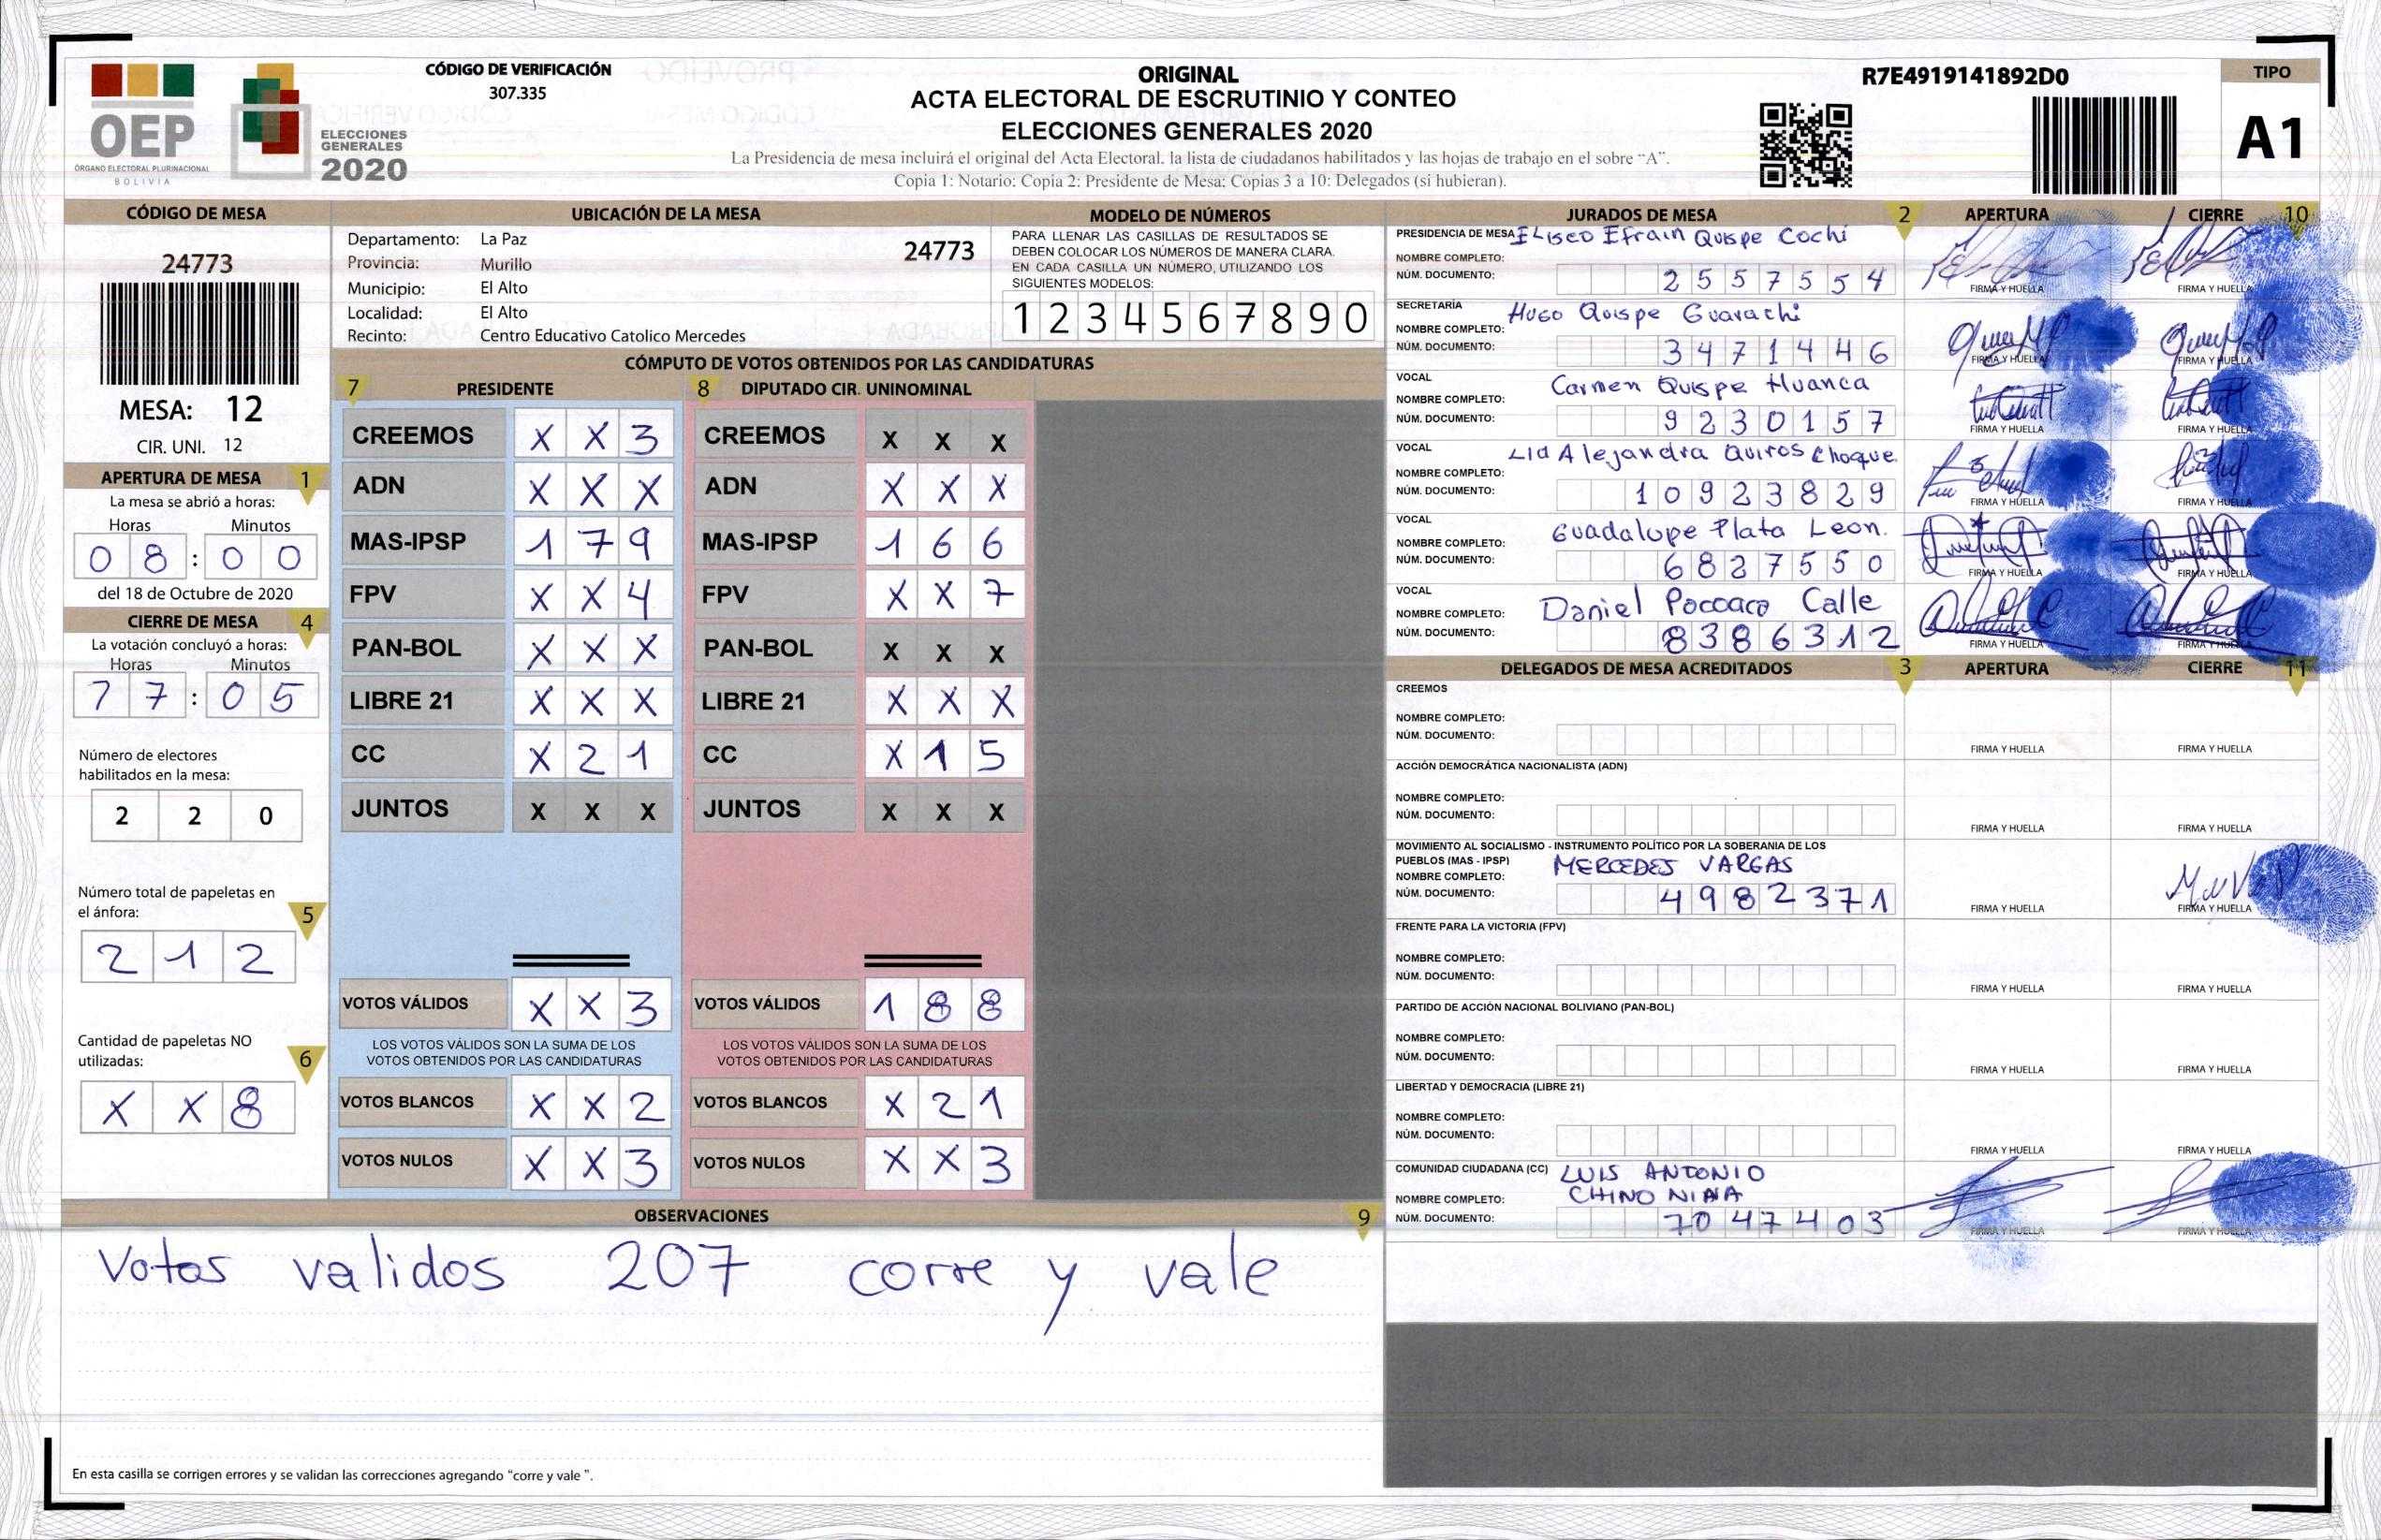 OEP
ÓRGANO ELECTORAL PLURINACIONAL
BOLIVIA
ELECCIONES
GENERALES
2020
CÓDIGO DE VERIFICACIÓN
307.335
ORIGINAL
ACTA ELECTORAL DE ESCRUTINIO Y CONTEO
ELECCIONES GENERALES 2020
La Presidencia de mesa incluirá el original del Acta Electoral, la lista de ciudadanos habilitados y las hojas de trabajo en el sobre "A".
Copia 1: Notario; Copia 2: Presidente de Mesa; Copias 3 a 10: Delegados (si hubieran).
R7E4919141892D0
TIPO
A1
CÓDIGO DE MESA
24773
MESA: 12
CIR. UNI. 12
APERTURA DE MESA 1
La mesa se abrió a horas:
Horas Minutos
08:00
del 18 de Octubre de 2020
CIERRE DE MESA 4
La votación concluyó a horas:
Horas Minutos
17:05
Número de electores
habilitados en la mesa:
2 2 0
Número total de papeletas en
el ánfora: 5
2 1 2
Cantidad de papeletas NO
utilizadas: 6
X X 8
UBICACIÓN DE LA MESA
Departamento: La Paz 24773
Provincia: Murillo
Municipio: El Alto
Localidad: El Alto
Recinto: Centro Educativo Catolico Mercedes
MODELO DE NÚMEROS
PARA LLENAR LAS CASILLAS DE RESULTADOS SE
DEBEN COLOCAR LOS NÚMEROS DE MANERA CLARA.
EN CADA CASILLA UN NÚMERO, UTILIZANDO LOS
SIGUIENTES MODELOS:
1 2 3 4 5 6 7 8 9 0
CÓMPUTO DE VOTOS OBTENIDOS POR LAS CANDIDATURAS
7 PRESIDENTE 8 DIPUTADO CIR. UNINOMINAL
CREEMOS X X 3 CREEMOS X X X
ADN X X X ADN X X X
MAS-IPSP 1 7 9 MAS-IPSP 1 6 6
FPV X X 4 FPV X X 7
PAN-BOL X X X PAN-BOL X X X
LIBRE 21 X X X LIBRE 21 X X X
CC X 2 1 CC X 1 5
JUNTOS X X X JUNTOS X X X
VOTOS VÁLIDOS X X 3 VOTOS VÁLIDOS 1 8 8
LOS VOTOS VÁLIDOS SON LA SUMA DE LOS LOS VOTOS VÁLIDOS SON LA SUMA DE LOS
VOTOS OBTENIDOS POR LAS CANDIDATURAS VOTOS OBTENIDOS POR LAS CANDIDATURAS
VOTOS BLANCOS X X 2 VOTOS BLANCOS X 2 1
VOTOS NULOS X X 3 VOTOS NULOS X X 3
OBSERVACIONES 9
Votos validos 207 corre y vale
En esta casilla se corrigen errores y se validan las correcciones agregando "corre y vale ".
JURADOS DE MESA 2 APERTURA CIERRE 10
PRESIDENCIA DE MESA Eliseo Efrain Quispe Cochi
NOMBRE COMPLETO:
NÚM. DOCUMENTO: 2557554 FIRMA Y HUELLA FIRMA Y HUELLA
SECRETARÍA Hugo Quispe Guarachi
NOMBRE COMPLETO:
NÚM. DOCUMENTO: 3471446 FIRMA Y HUELLA FIRMA Y HUELLA
VOCAL Carmen Quispe Huanca
NOMBRE COMPLETO:
NÚM. DOCUMENTO: 9230157 FIRMA Y HUELLA FIRMA Y HUELLA
VOCAL Lid Alejandra Quiros Choque.
NOMBRE COMPLETO:
NÚM. DOCUMENTO: 10923829 FIRMA Y HUELLA FIRMA Y HUELLA
VOCAL Guadalupe Plata Leon.
NOMBRE COMPLETO:
NÚM. DOCUMENTO: 6827550 FIRMA Y HUELLA FIRMA Y HUELLA
VOCAL Daniel Pocoaca Calle
NOMBRE COMPLETO:
NÚM. DOCUMENTO: 8386312 FIRMA Y HUELLA FIRMA Y HUELLA
DELEGADOS DE MESA ACREDITADOS 3 APERTURA CIERRE 11
CREEMOS
NOMBRE COMPLETO:
NÚM. DOCUMENTO: FIRMA Y HUELLA FIRMA Y HUELLA
ACCIÓN DEMOCRÁTICA NACIONALISTA (ADN)
NOMBRE COMPLETO:
NÚM. DOCUMENTO: FIRMA Y HUELLA FIRMA Y HUELLA
MOVIMIENTO AL SOCIALISMO - INSTRUMENTO POLÍTICO POR LA SOBERANIA DE LOS
PUEBLOS (MAS - IPSP) MERCEDES VARGAS
NOMBRE COMPLETO:
NÚM. DOCUMENTO: 4982371 FIRMA Y HUELLA FIRMA Y HUELLA
FRENTE PARA LA VICTORIA (FPV)
NOMBRE COMPLETO:
NÚM. DOCUMENTO: FIRMA Y HUELLA FIRMA Y HUELLA
PARTIDO DE ACCIÓN NACIONAL BOLIVIANO (PAN-BOL)
NOMBRE COMPLETO:
NÚM. DOCUMENTO: FIRMA Y HUELLA FIRMA Y HUELLA
LIBERTAD Y DEMOCRACIA (LIBRE 21)
NOMBRE COMPLETO:
NÚM. DOCUMENTO: FIRMA Y HUELLA FIRMA Y HUELLA
COMUNIDAD CIUDADANA (CC) LUIS ANTONIO
NOMBRE COMPLETO: CHINO NINA
NÚM. DOCUMENTO: 7047403 FIRMA Y HUELLA FIRMA Y HUELLA